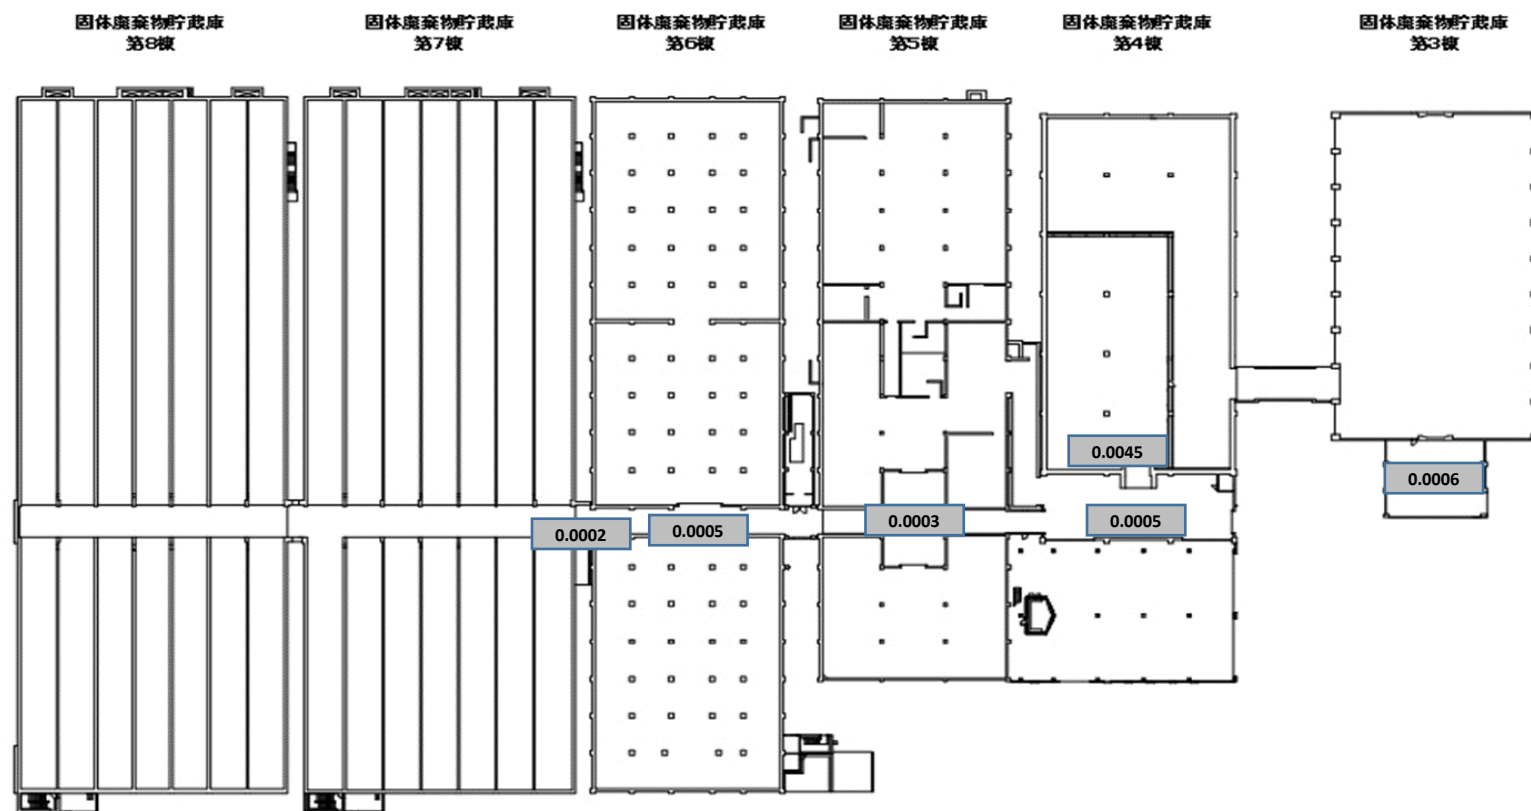 固体廃棄物貯蔵庫
第8棟
固体廃棄物貯蔵庫
第7棟
固体廃棄物貯蔵庫
第6棟
固体廃棄物貯蔵庫
第5棟
固体廃棄物貯蔵庫
第4棟
固体廃棄物貯蔵庫
第3棟
0.0045
0.0006
0.0002
0.0005
0.0003
0.0005